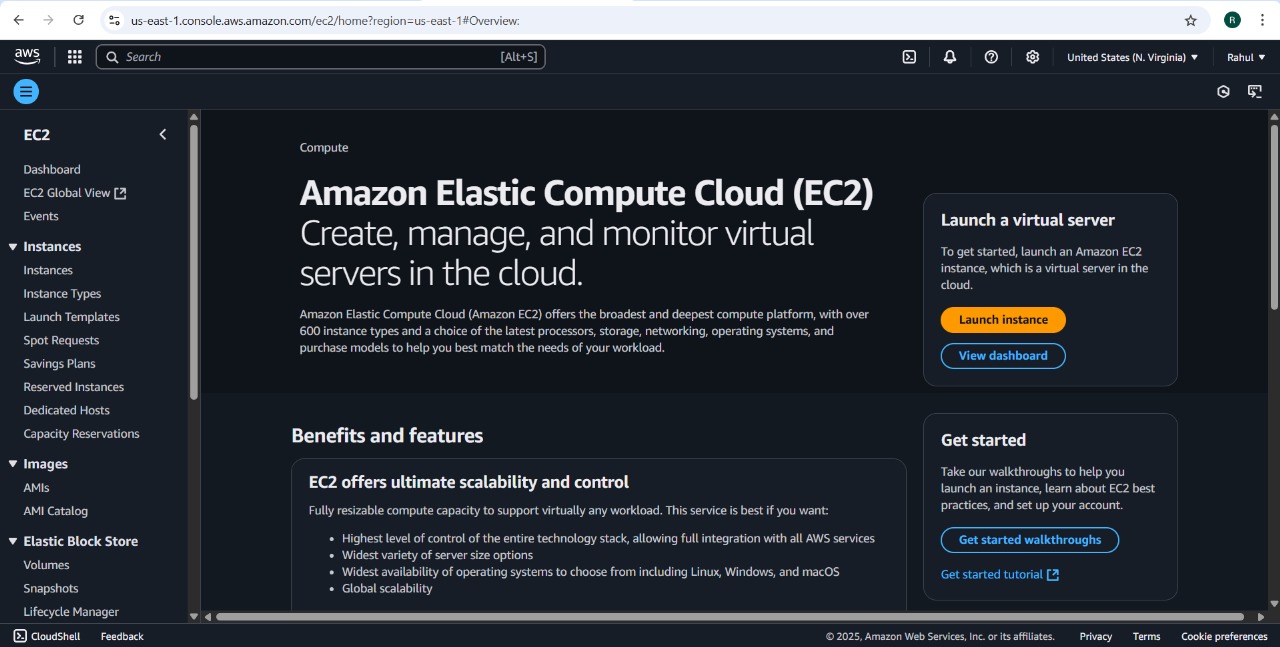 us-east-1.console.aws.amazon.com/ec2/home?region=us-east-1#Overview:
R
aws
Search
[Alt+S]
United States (N. Virginia)
Rahul
EC2
Dashboard
EC2 Global View
Events
Instances
Instances
Instance Types
Launch Templates
Spot Requests
Savings Plans
Reserved Instances
Dedicated Hosts
Capacity Reservations
Images
AMIs
AMI Catalog
Elastic Block Store
Volumes
Snapshots
Lifecycle Manager
Compute
Amazon Elastic Compute Cloud (EC2)
Create, manage, and monitor virtual
servers in the cloud.
Amazon Elastic Compute Cloud (Amazon EC2) offers the broadest and deepest compute platform, with over
600 instance types and a choice of the latest processors, storage, networking, operating systems, and
purchase models to help you best match the needs of your workload.
Launch a virtual server
To get started, launch an Amazon EC2
instance, which is a virtual server in the
cloud.
Launch instance
View dashboard
Benefits and features
EC2 offers ultimate scalability and control
Fully resizable compute capacity to support virtually any workload. This service is best if you want:
• Highest level of control of the entire technology stack, allowing full integration with all AWS services
• Widest variety of server size options
• Widest availability of operating systems to choose from including Linux, Windows, and macOS
• Global scalability
Get started
Take our walkthroughs to help you
launch an instance, learn about EC2 best
practices, and set up your account.
Get started walkthroughs
Get started tutorial
CloudShell
Feedback
© 2025, Amazon Web Services, Inc. or its affiliates.
Privacy
Terms
Cookie preferences